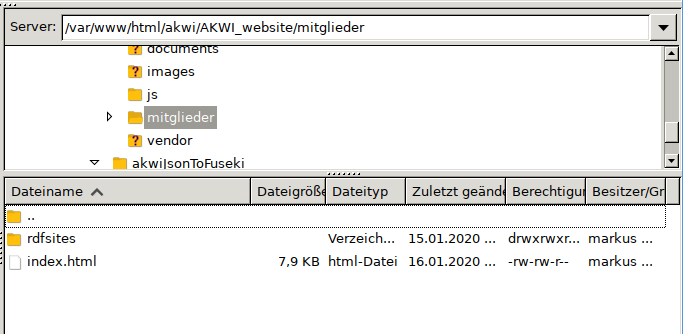 Server: /var/www/html/akwi/AKWI_website/mitglieder
documents
images
js
mitglieder
vendor
akwiJsonToFuseki
Dateiname Dateigröße Dateityp Zuletzt geände Berechtigun Besitzer/Gr
..
rdfsites Verzeich... 15.01.2020 ... drwxrwxr... markus ...
index.html 7,9 KB html-Datei 16.01.2020 ... -rw-rw-r-- markus ...